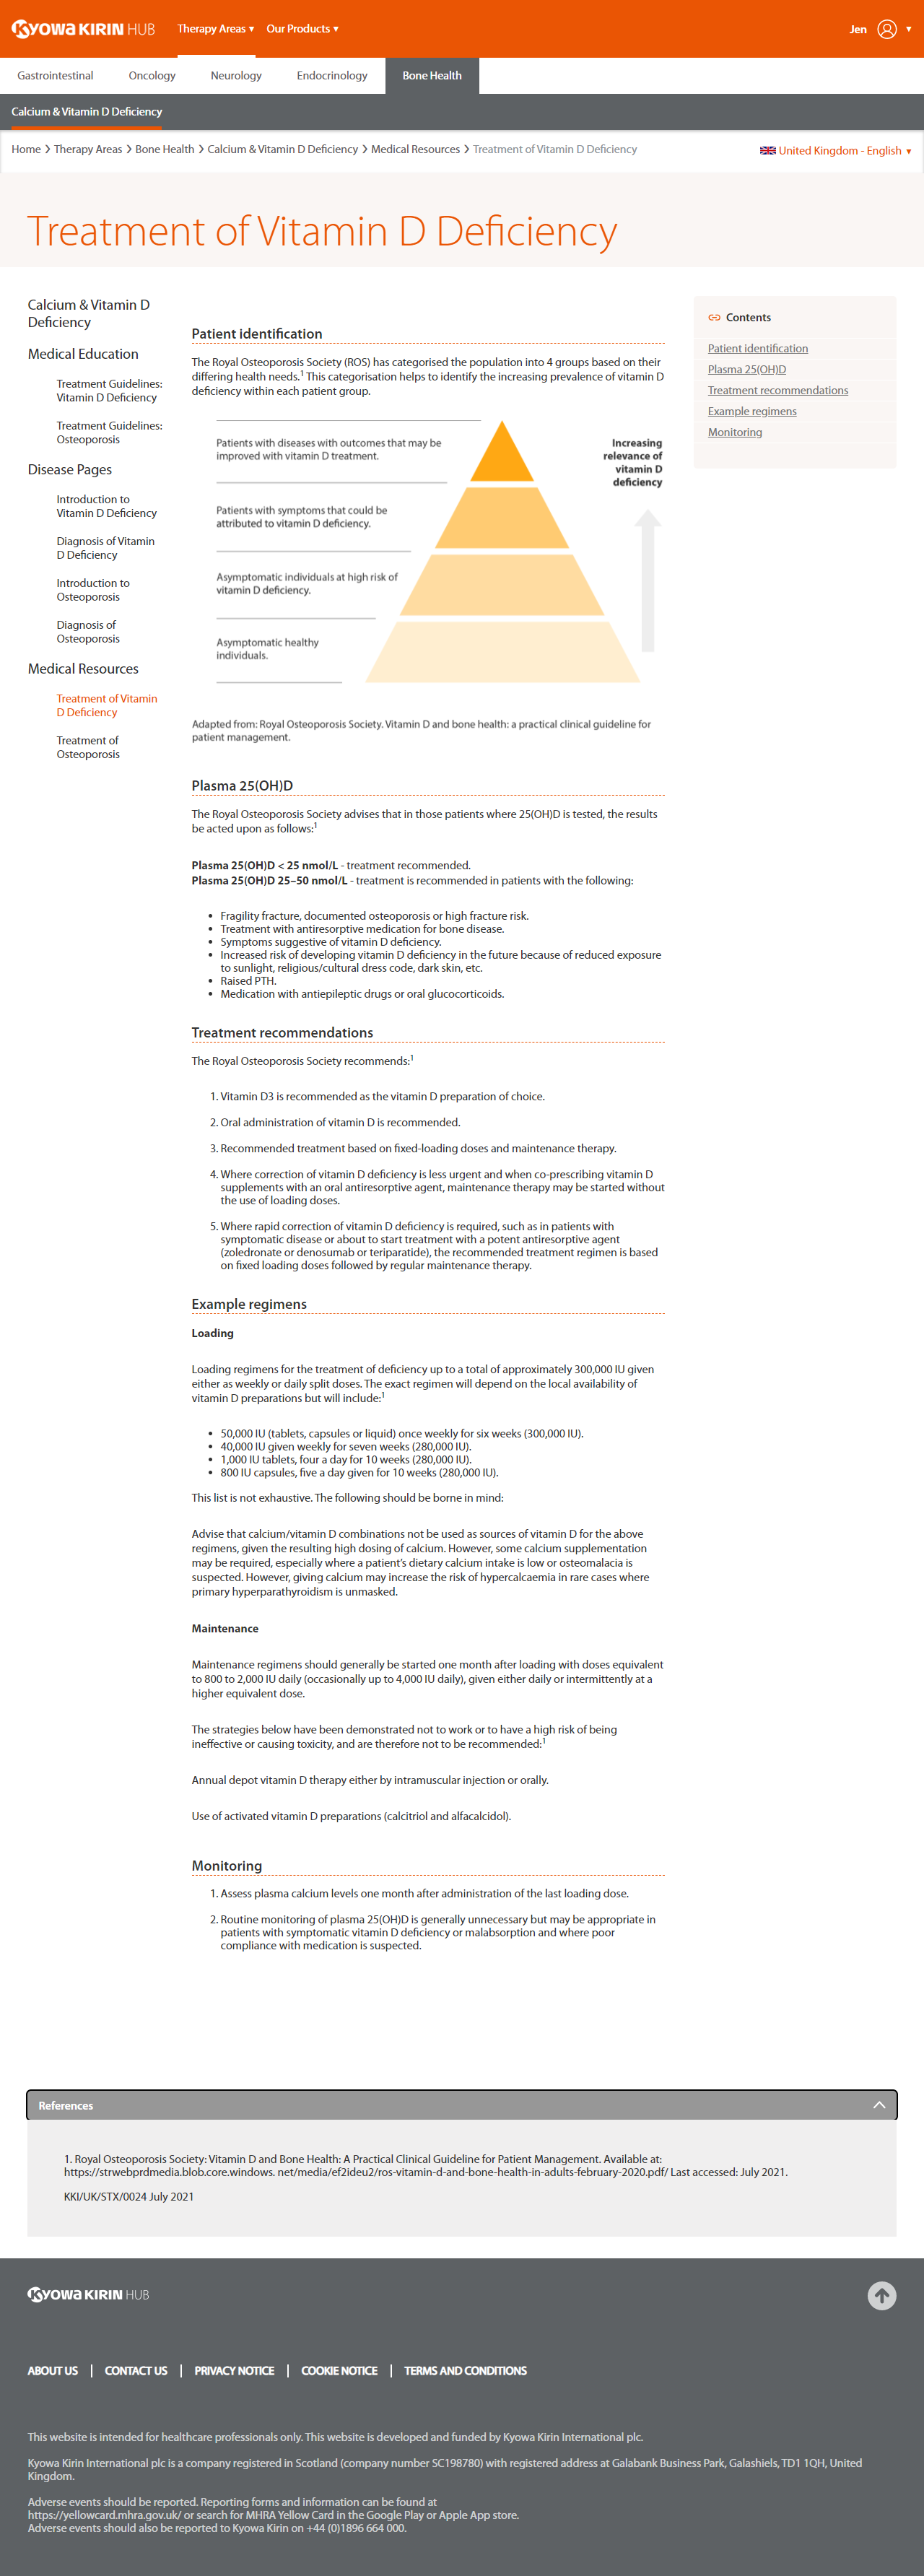 KYOWA KIRIN HUB
Therapy Areas ▾
Our Products ▾
Jen ▾
Gastrointestinal
Oncology
Neurology
Endocrinology
Bone Health
Calcium & Vitamin D Deficiency
Home > Therapy Areas > Bone Health > Calcium & Vitamin D Deficiency > Medical Resources > Treatment of Vitamin D Deficiency
United Kingdom - English ▾
Treatment of Vitamin D Deficiency
Calcium & Vitamin D
Deficiency
Medical Education
Treatment Guidelines:
Vitamin D Deficiency
Treatment Guidelines:
Osteoporosis
Disease Pages
Introduction to
Vitamin D Deficiency
Diagnosis of Vitamin
D Deficiency
Introduction to
Osteoporosis
Diagnosis of
Osteoporosis
Medical Resources
Treatment of Vitamin
D Deficiency
Treatment of
Osteoporosis
Patient identification
The Royal Osteoporosis Society (ROS) has categorised the population into 4 groups based on their
differing health needs.1 This categorisation helps to identify the increasing prevalence of vitamin D
deficiency within each patient group.
Patients with diseases with outcomes that may be
improved with vitamin D treatment.
Patients with symptoms that could be
attributed to vitamin D deficiency.
Asymptomatic individuals at high risk of
vitamin D deficiency.
Asymptomatic healthy
individuals.
Increasing
relevance of
vitamin D
deficiency
Adapted from: Royal Osteoporosis Society. Vitamin D and bone health: a practical clinical guideline for
patient management.
Contents
Patient identification
Plasma 25(OH)D
Treatment recommendations
Example regimens
Monitoring
Plasma 25(OH)D
The Royal Osteoporosis Society advises that in those patients where 25(OH)D is tested, the results
be acted upon as follows:1
Plasma 25(OH)D < 25 nmol/L - treatment recommended.
Plasma 25(OH)D 25–50 nmol/L - treatment is recommended in patients with the following:
• Fragility fracture, documented osteoporosis or high fracture risk.
• Treatment with antiresorptive medication for bone disease.
• Symptoms suggestive of vitamin D deficiency.
• Increased risk of developing vitamin D deficiency in the future because of reduced exposure
to sunlight, religious/cultural dress code, dark skin, etc.
• Raised PTH.
• Medication with antiepileptic drugs or oral glucocorticoids.
Treatment recommendations
The Royal Osteoporosis Society recommends:1
1. Vitamin D3 is recommended as the vitamin D preparation of choice.
2. Oral administration of vitamin D is recommended.
3. Recommended treatment based on fixed-loading doses and maintenance therapy.
4. Where correction of vitamin D deficiency is less urgent and when co-prescribing vitamin D
supplements with an oral antiresorptive agent, maintenance therapy may be started without
the use of loading doses.
5. Where rapid correction of vitamin D deficiency is required, such as in patients with
symptomatic disease or about to start treatment with a potent antiresorptive agent
(zoledronate or denosumab or teriparatide), the recommended treatment regimen is based
on fixed loading doses followed by regular maintenance therapy.
Example regimens
Loading
Loading regimens for the treatment of deficiency up to a total of approximately 300,000 IU given
either as weekly or daily split doses. The exact regimen will depend on the local availability of
vitamin D preparations but will include:1
• 50,000 IU (tablets, capsules or liquid) once weekly for six weeks (300,000 IU).
• 40,000 IU given weekly for seven weeks (280,000 IU).
• 1,000 IU tablets, four a day for 10 weeks (280,000 IU).
• 800 IU capsules, five a day given for 10 weeks (280,000 IU).
This list is not exhaustive. The following should be borne in mind:
Advise that calcium/vitamin D combinations not be used as sources of vitamin D for the above
regimens, given the resulting high dosing of calcium. However, some calcium supplementation
may be required, especially where a patient's dietary calcium intake is low or osteomalacia is
suspected. However, giving calcium may increase the risk of hypercalcaemia in rare cases where
primary hyperparathyroidism is unmasked.
Maintenance
Maintenance regimens should generally be started one month after loading with doses equivalent
to 800 to 2,000 IU daily (occasionally up to 4,000 IU daily), given either daily or intermittently at a
higher equivalent dose.
The strategies below have been demonstrated not to work or to have a high risk of being
ineffective or causing toxicity, and are therefore not to be recommended:1
Annual depot vitamin D therapy either by intramuscular injection or orally.
Use of activated vitamin D preparations (calcitriol and alfacalcidol).
Monitoring
1. Assess plasma calcium levels one month after administration of the last loading dose.
2. Routine monitoring of plasma 25(OH)D is generally unnecessary but may be appropriate in
patients with symptomatic vitamin D deficiency or malabsorption and where poor
compliance with medication is suspected.
References
1. Royal Osteoporosis Society: Vitamin D and Bone Health: A Practical Clinical Guideline for Patient Management. Available at:
https://strwebprdmedia.blob.core.windows. net/media/ef2ideu2/ros-vitamin-d-and-bone-health-in-adults-february-2020.pdf/ Last accessed: July 2021.
KKI/UK/STX/0024 July 2021
KYOWA KIRIN HUB
ABOUT US | CONTACT US | PRIVACY NOTICE | COOKIE NOTICE | TERMS AND CONDITIONS
This website is intended for healthcare professionals only. This website is developed and funded by Kyowa Kirin International plc.
Kyowa Kirin International plc is a company registered in Scotland (company number SC198780) with registered address at Galabank Business Park, Galashiels, TD1 1QH, United
Kingdom.
Adverse events should be reported. Reporting forms and information can be found at
https://yellowcard.mhra.gov.uk/ or search for MHRA Yellow Card in the Google Play or Apple App store.
Adverse events should also be reported to Kyowa Kirin on +44 (0)1896 664 000.